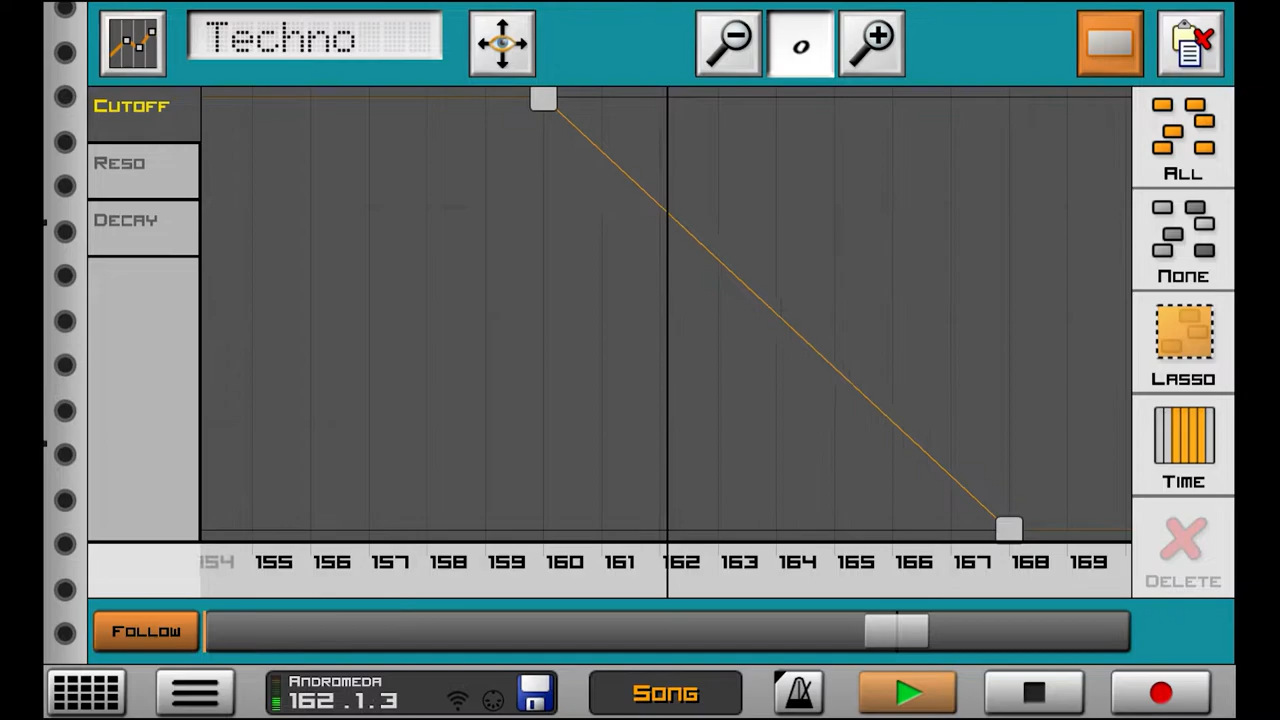 Techno
o
CUTOFF
RESO
DECAY
ALL
NONE
LASSO
TIME
DELETE
154 155 156 157 158 159 160 161 162 163 164 165 166 167 168 169
FOLLOW
ANDROMEDA
162 .1.3
SONG